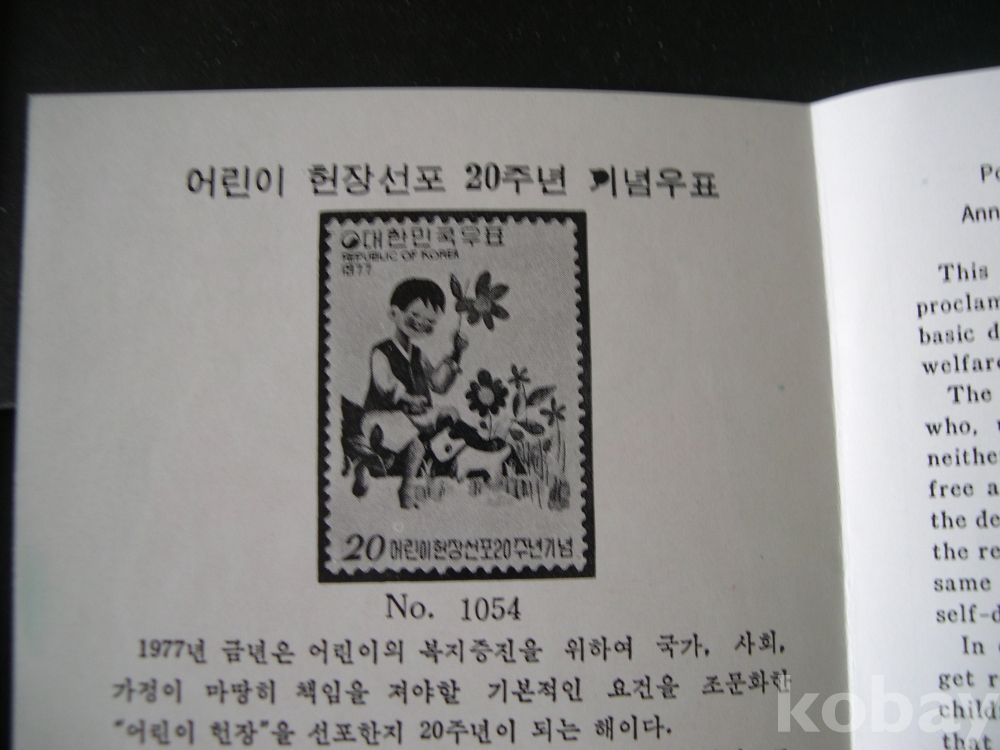 어린이 헌장선포 20주년 기념우표
대한민국우표
REPUBLIC OF KOREA
1977
20 어린이헌장선포20주년기념
No. 1054
1977년 금년은 어린이의 복지증진을 위하여 국가, 사회,
가정이 마땅히 책임을 져야할 기본적인 요건을 조문화한
“어린이 헌장”을 선포한지 20주년이 되는 해이다.
Po
Ann
This
proclam
basic d
welfare
The
who, u
neither
free a
the de
the re
same
self-d
In
get r
childs
that
kobay